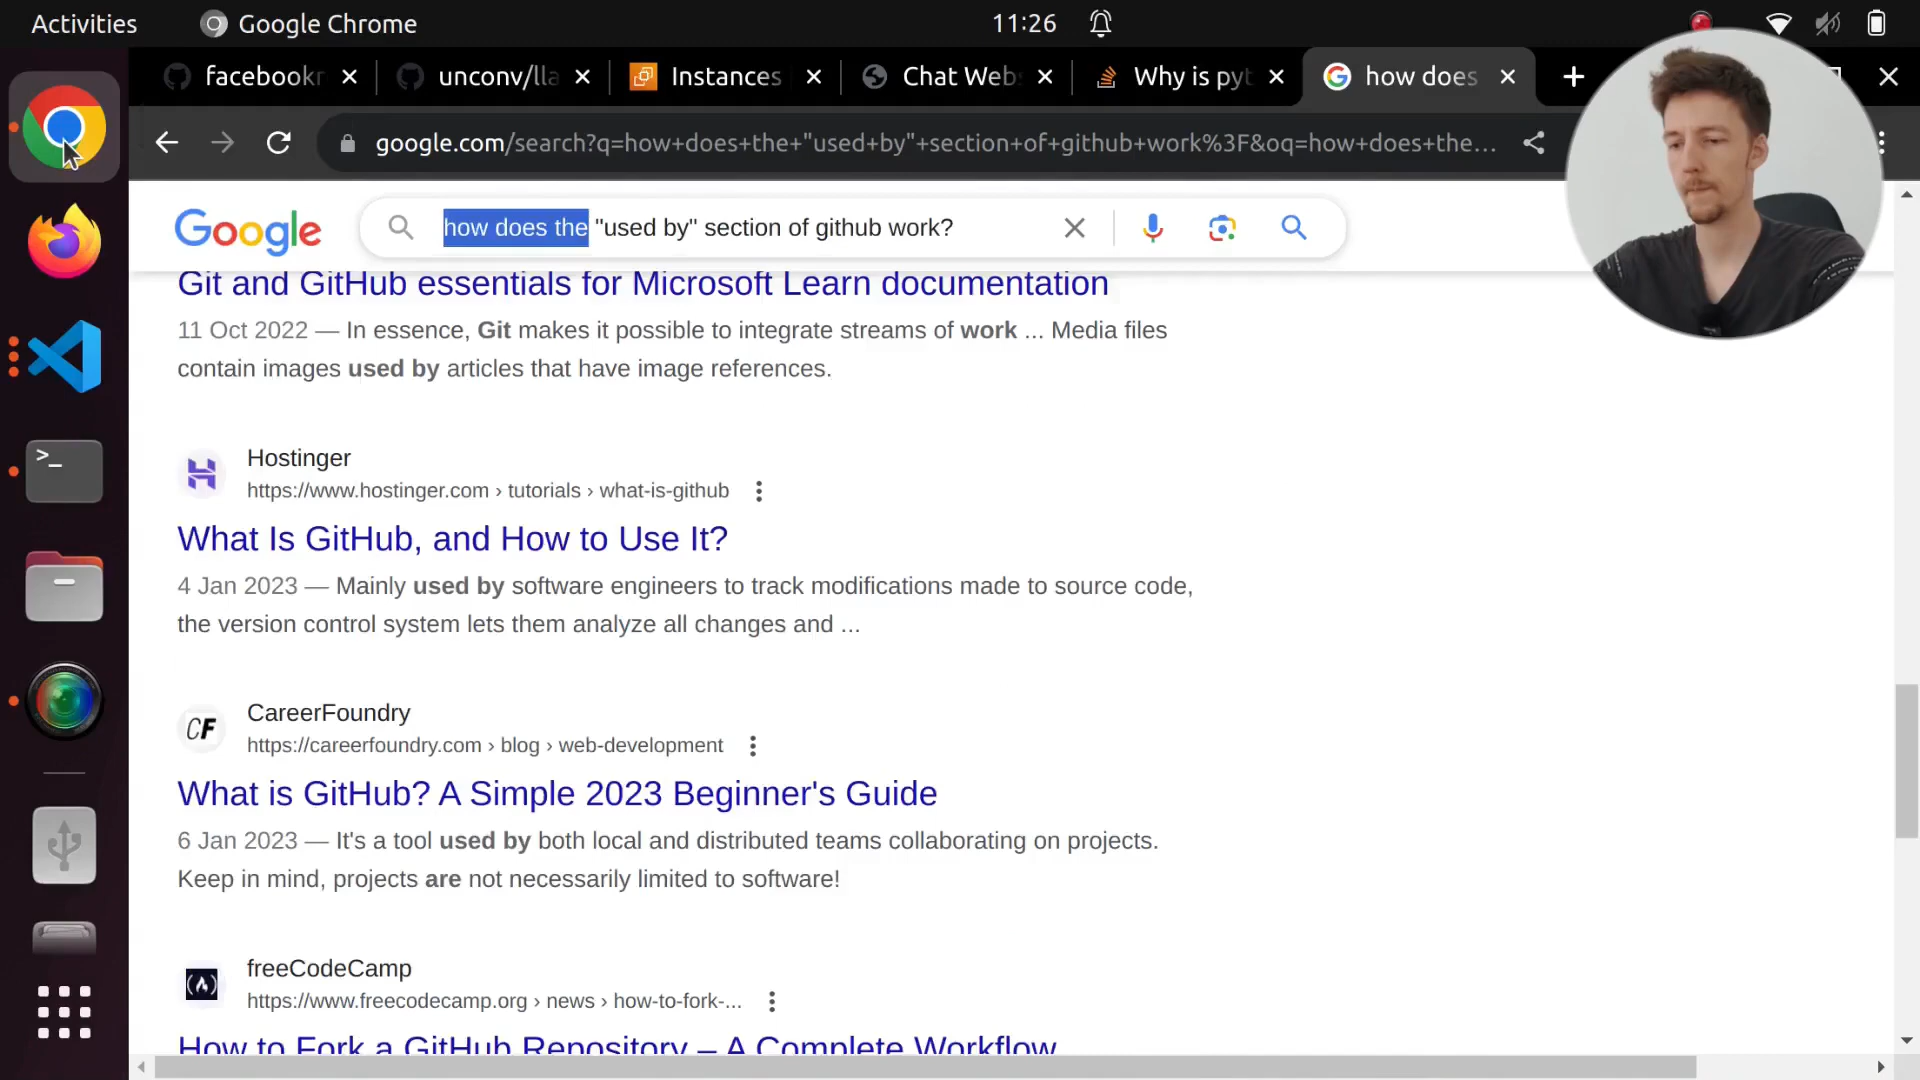 Activities
Google Chrome
11:26
facebookr
unconv/lla
Instances
Chat Webs
Why is pyt
how does
google.com/search?q=how+does+the+"used+by"+section+of+github+work%3F&oq=how+does+the...
Google
how does the "used by" section of github work?
Git and GitHub essentials for Microsoft Learn documentation
11 Oct 2022 — In essence, Git makes it possible to integrate streams of work ... Media files
contain images used by articles that have image references.
Hostinger
https://www.hostinger.com › tutorials › what-is-github
What Is GitHub, and How to Use It?
4 Jan 2023 — Mainly used by software engineers to track modifications made to source code,
the version control system lets them analyze all changes and ...
CF
CareerFoundry
https://careerfoundry.com › blog › web-development
What is GitHub? A Simple 2023 Beginner's Guide
6 Jan 2023 — It's a tool used by both local and distributed teams collaborating on projects.
Keep in mind, projects are not necessarily limited to software!
freeCodeCamp
https://www.freecodecamp.org › news › how-to-fork-...
How to Fork a GitHub Repository – A Complete Workflow